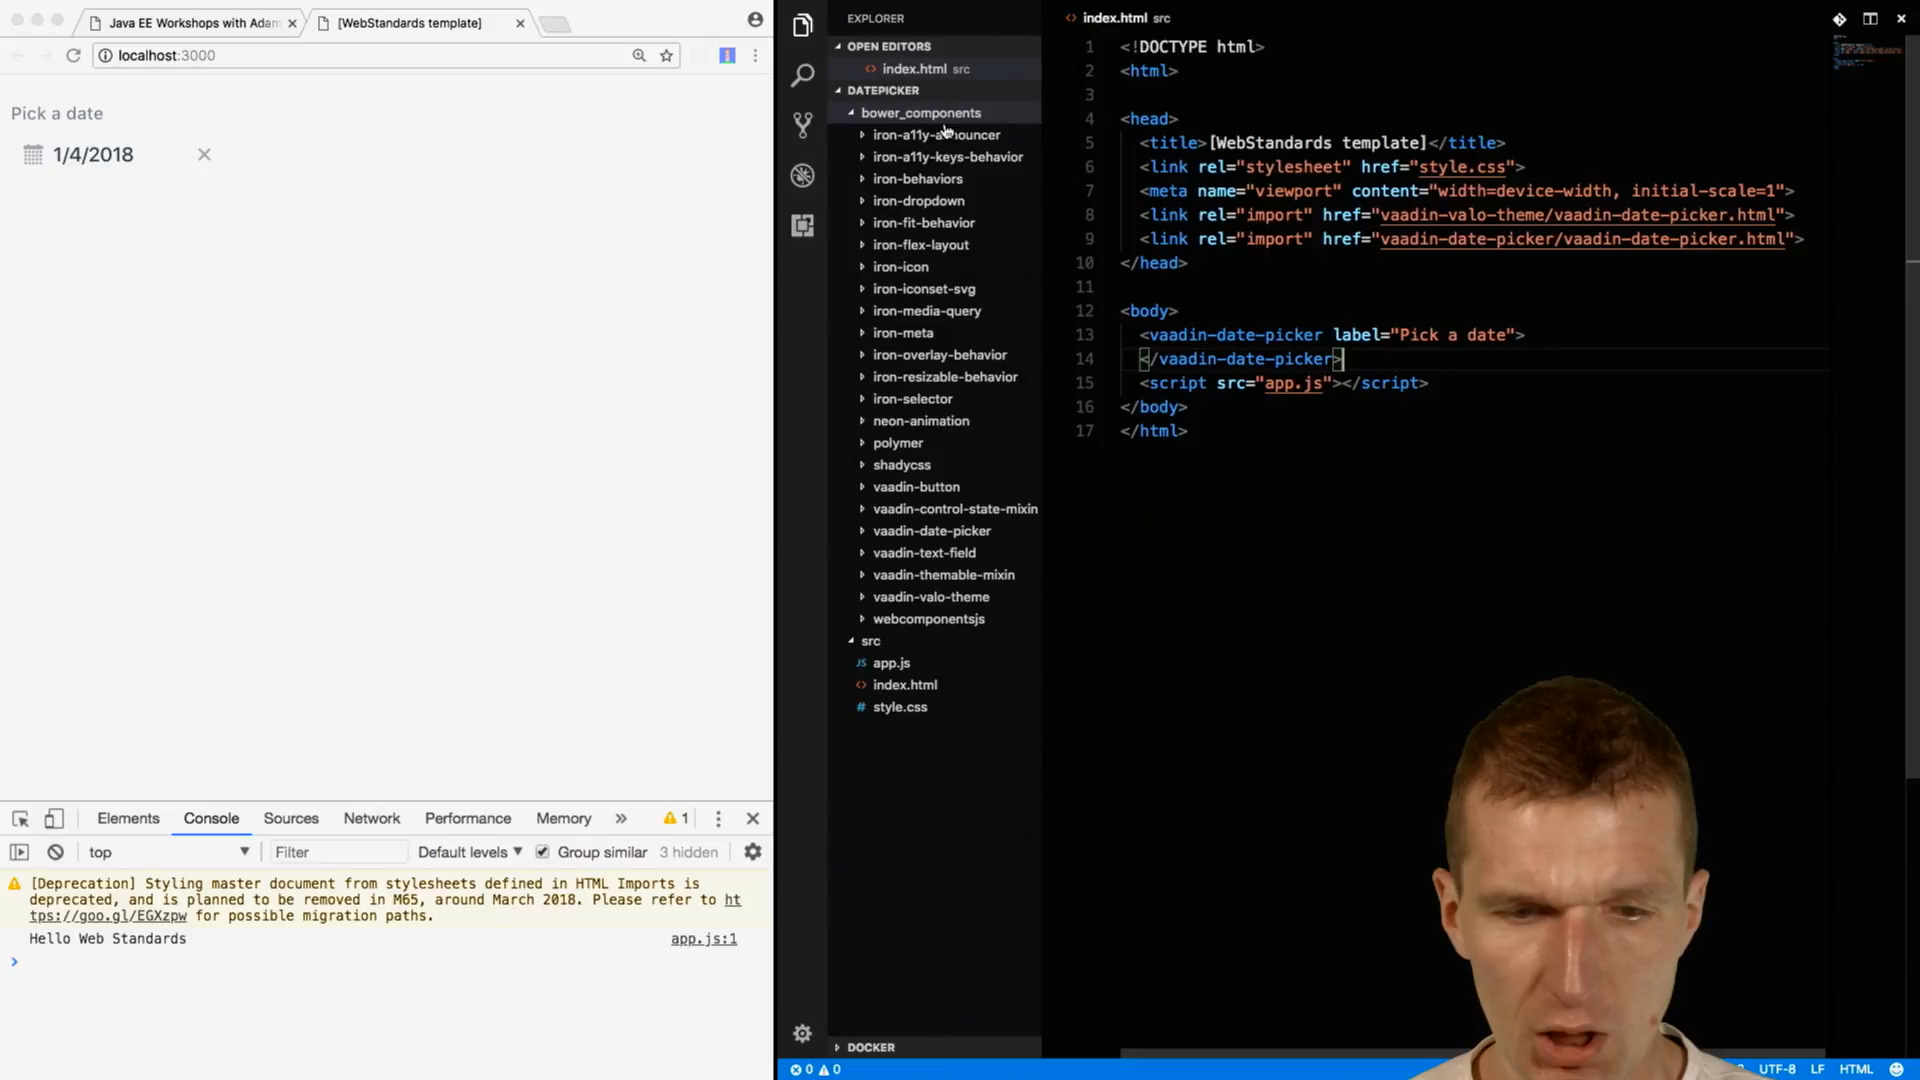 Java EE Workshops with Adam
[WebStandards template]
localhost:3000
Pick a date
1/4/2018
Elements
Console
Sources
Network
Performance
Memory
»
1
top
Filter
Default levels
Group similar
3 hidden
[Deprecation] Styling master document from stylesheets defined in HTML Imports is
deprecated, and is planned to be removed in M65, around March 2018. Please refer to ht
tps://goo.gl/EGXzpw for possible migration paths.
Hello Web Standards
app.js:1
EXPLORER
OPEN EDITORS
index.html src
DATEPICKER
bower_components
iron-a11y-announcer
iron-a11y-keys-behavior
iron-behaviors
iron-dropdown
iron-fit-behavior
iron-flex-layout
iron-icon
iron-iconset-svg
iron-media-query
iron-meta
iron-overlay-behavior
iron-resizable-behavior
iron-selector
neon-animation
polymer
shadycss
vaadin-button
vaadin-control-state-mixin
vaadin-date-picker
vaadin-text-field
vaadin-themable-mixin
vaadin-valo-theme
webcomponentsjs
src
JS app.js
<> index.html
# style.css
DOCKER
0 0
<> index.html src
1 <!DOCTYPE html>
2 <html>
3
4 <head>
5 <title>[WebStandards template]</title>
6 <link rel="stylesheet" href="style.css">
7 <meta name="viewport" content="width=device-width, initial-scale=1">
8 <link rel="import" href="vaadin-valo-theme/vaadin-date-picker.html">
9 <link rel="import" href="vaadin-date-picker/vaadin-date-picker.html">
10 </head>
11
12 <body>
13 <vaadin-date-picker label="Pick a date">
14 </vaadin-date-picker>
15 <script src="app.js"></script>
16 </body>
17 </html>
UTF-8 LF HTML